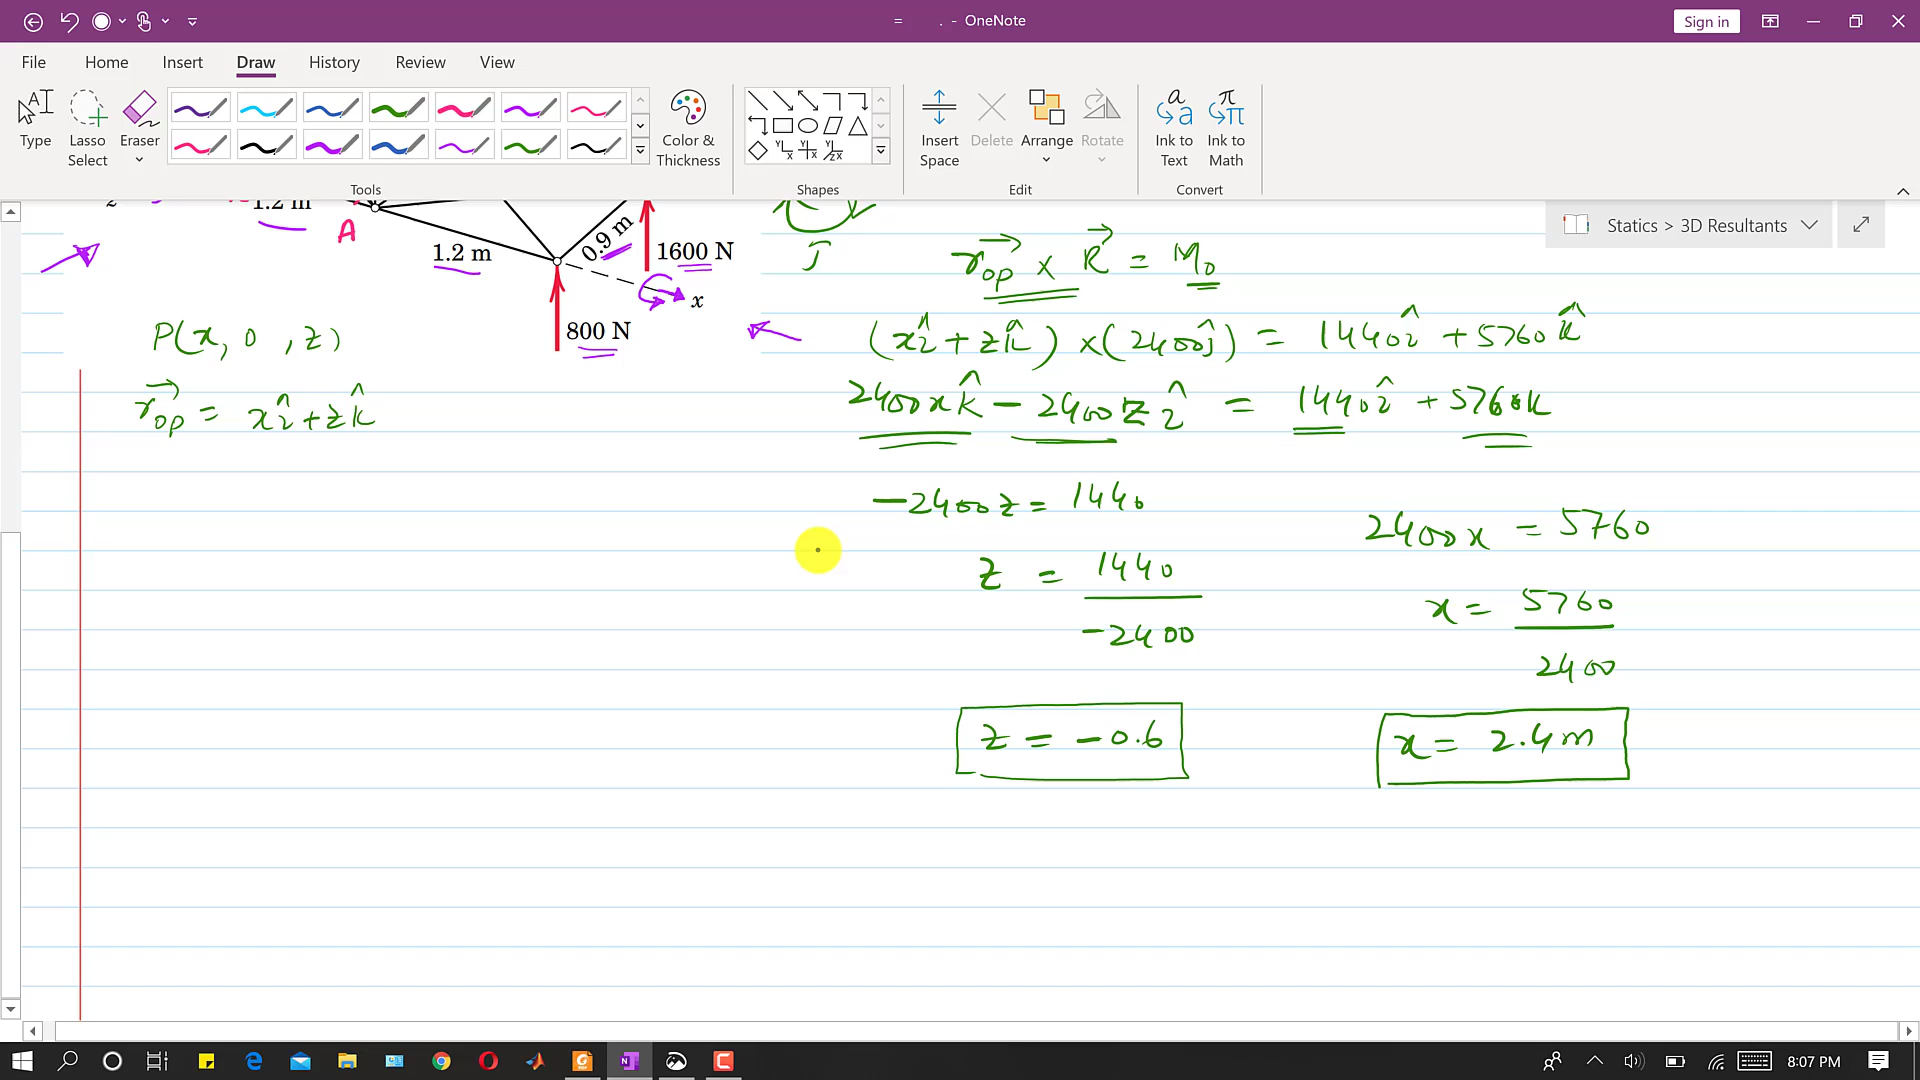 = . - OneNote
Sign in
File Home Insert Draw History Review View
Type
Lasso Select
Eraser
Color & Thickness
Insert Space
Delete
Arrange
Rotate
Ink to Text
Ink to Math
Tools
Shapes
Edit
Convert
Statics > 3D Resultants
1.2 m
A
1.2 m
0.9 m
1600 N
x
800 N
P(x, 0, z)
r⃗op = xî + zk̂
r⃗op × R⃗ = M₀
(xî + zk̂) × (2400ĵ) = 1440î + 5760k̂
2400xk̂ − 2400zî = 1440î + 5760k
−2400z = 1440
z = 1440 / −2400
z = −0.6
2400x = 5760
x = 5760 / 2400
x = 2.4m
8:07 PM